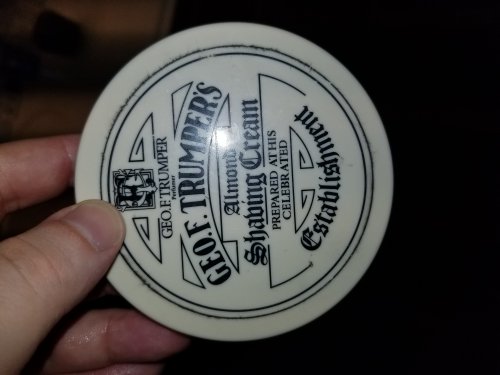 GEO. F. TRUMPER
Perfumer
GEO. F. TRUMPER'S
Almond
Shaving Cream
PREPARED AT HIS
CELEBRATED
Establishment